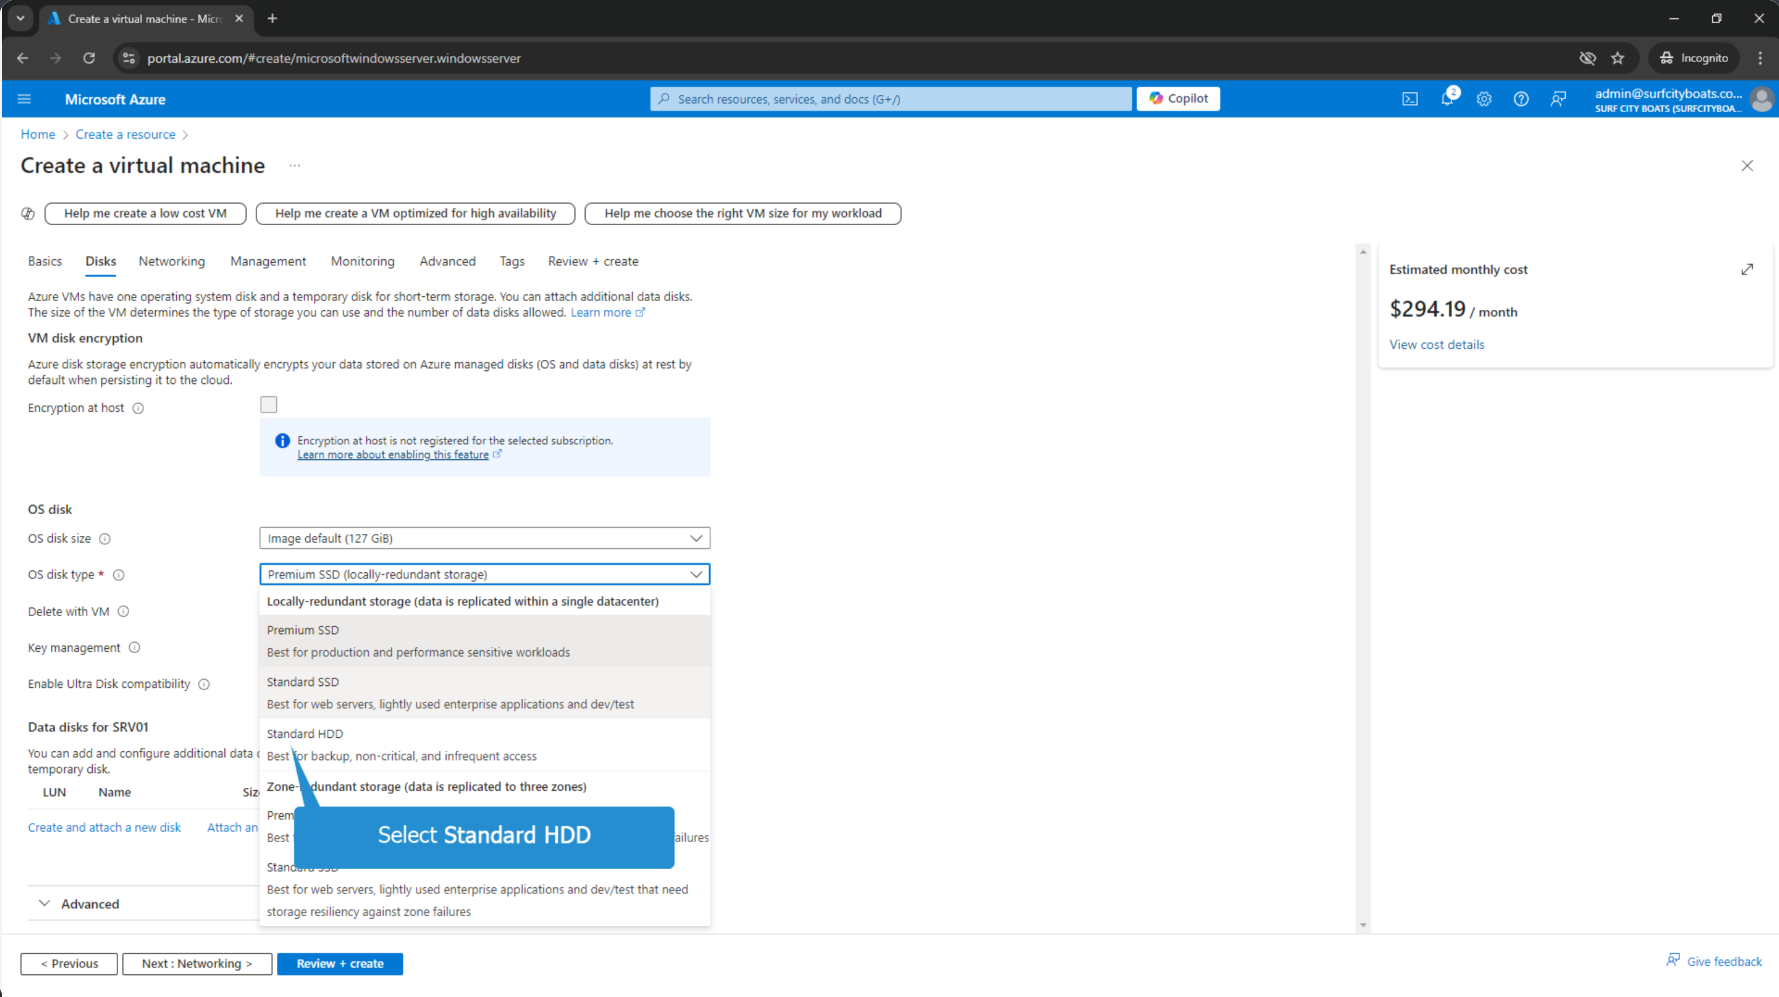 Create a virtual machine - Micr
portal.azure.com/#create/microsoftwindowsserver.windowsserver
Incognito
Microsoft Azure
Search resources, services, and docs (G+/)
Copilot
2
admin@surfcityboats.co...
SURF CITY BOATS (SURFCITYBOA...
Home > Create a resource >
Create a virtual machine ...
Help me create a low cost VM
Help me create a VM optimized for high availability
Help me choose the right VM size for my workload
Basics Disks Networking Management Monitoring Advanced Tags Review + create
Azure VMs have one operating system disk and a temporary disk for short-term storage. You can attach additional data disks.
The size of the VM determines the type of storage you can use and the number of data disks allowed. Learn more
VM disk encryption
Azure disk storage encryption automatically encrypts your data stored on Azure managed disks (OS and data disks) at rest by
default when persisting it to the cloud.
Encryption at host
Encryption at host is not registered for the selected subscription.
Learn more about enabling this feature
OS disk
OS disk size
Image default (127 GiB)
OS disk type *
Premium SSD (locally-redundant storage)
Locally-redundant storage (data is replicated within a single datacenter)
Delete with VM
Premium SSD
Key management
Best for production and performance sensitive workloads
Enable Ultra Disk compatibility
Standard SSD
Best for web servers, lightly used enterprise applications and dev/test
Data disks for SRV01
Standard HDD
You can add and configure additional data
Best for backup, non-critical, and infrequent access
temporary disk.
Zone-redundant storage (data is replicated to three zones)
LUN Name Siz
Prem
Create and attach a new disk Attach an
Best
ailures
Select Standard HDD
Standard SSD
Best for web servers, lightly used enterprise applications and dev/test that need
storage resiliency against zone failures
Advanced
Estimated monthly cost
$294.19 / month
View cost details
< Previous
Next : Networking >
Review + create
Give feedback